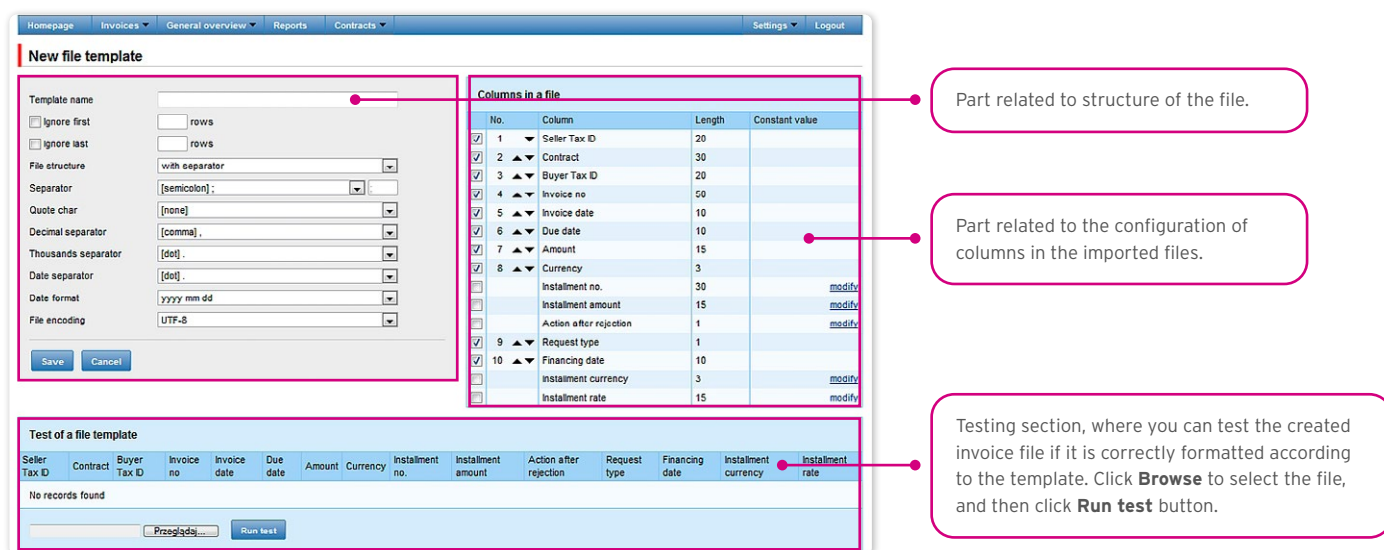 Homepage Invoices General overview Reports Contracts Settings Logout
New file template
Template name
Ignore first rows
Ignore last rows
File structure with separator
Separator [semicolon] ; ;
Quote char [none]
Decimal separator [comma] ,
Thousands separator [dot] .
Date separator [dot] .
Date format yyyy mm dd
File encoding UTF-8
Save Cancel
Columns in a file
No. Column Length Constant value
1 Seller Tax ID 20
2 Contract 30
3 Buyer Tax ID 20
4 Invoice no 50
5 Invoice date 10
6 Due date 10
7 Amount 15
8 Currency 3
Installment no. 30 modify
Installment amount 15 modify
Action after rejection 1 modify
9 Request type 1
10 Financing date 10
Installment currency 3 modify
Installment rate 15 modify
Part related to structure of the file.
Part related to the configuration of
columns in the imported files.
Test of a file template
Seller Tax ID Contract Buyer Tax ID Invoice no Invoice date Due date Amount Currency Installment no. Installment amount Action after rejection Request type Financing date Installment currency Installment rate
No records found
Przeglądaj... Run test
Testing section, where you can test the created
invoice file if it is correctly formatted according
to the template. Click Browse to select the file,
and then click Run test button.